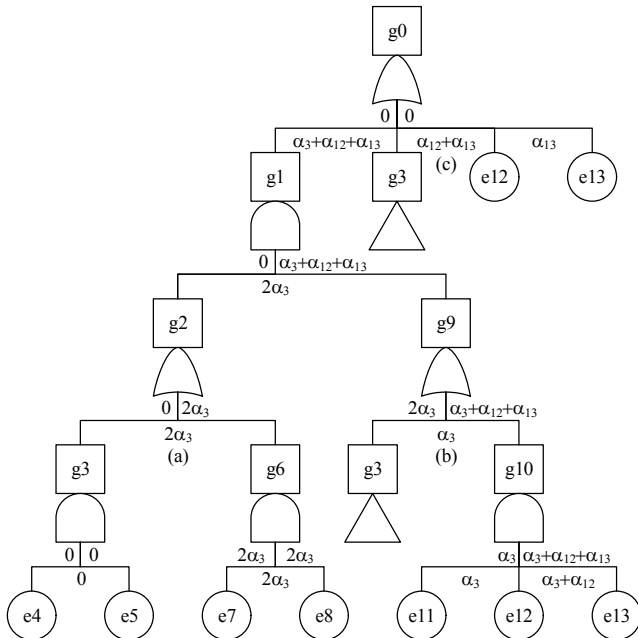 g0
0 0
α3+α12+α13 α12+α13 α13
g1 g3 (c) e12 e13
0 α3+α12+α13
2α3
g2 g9
0 2α3 2α3 α3+α12+α13
2α3 α3
g3 (a) g6 g3 (b) g10
0 0 2α3 2α3 α3 α3+α12+α13
0 2α3 α3 α3+α12
e4 e5 e7 e8 e11 e12 e13